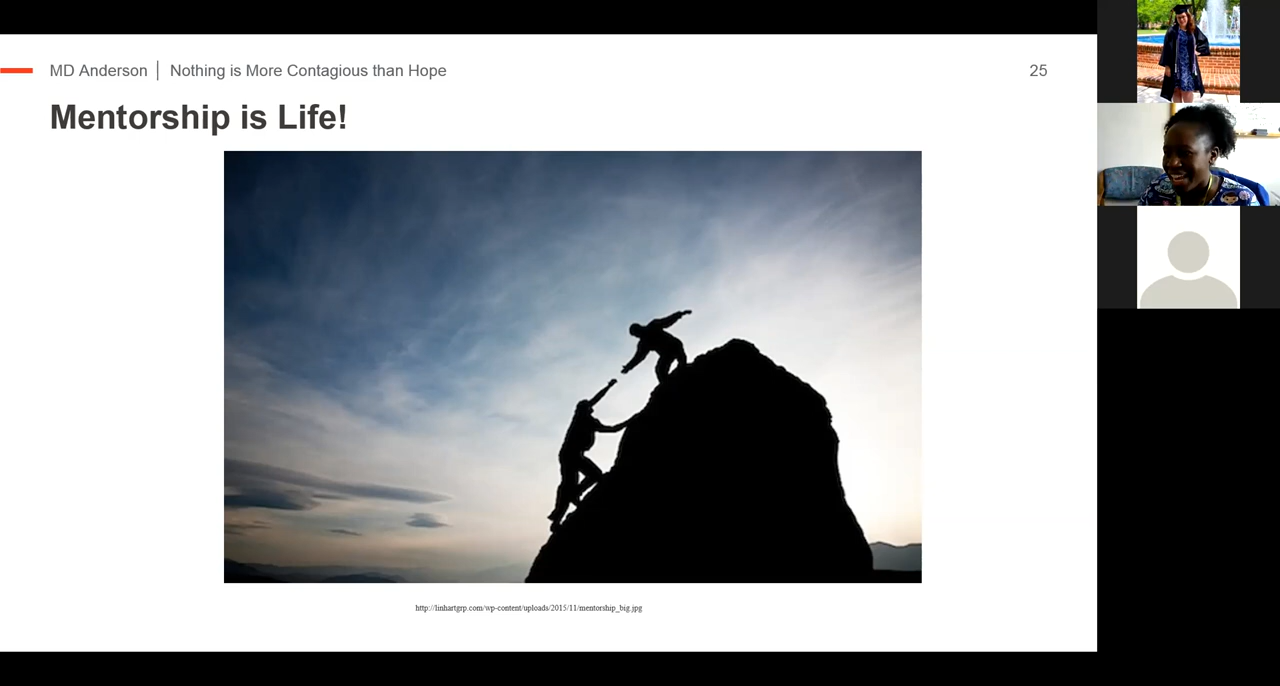 MD Anderson | Nothing is More Contagious than Hope 25
Mentorship is Life!
http://linhartgrp.com/wp-content/uploads/2015/11/mentorship_big.jpg